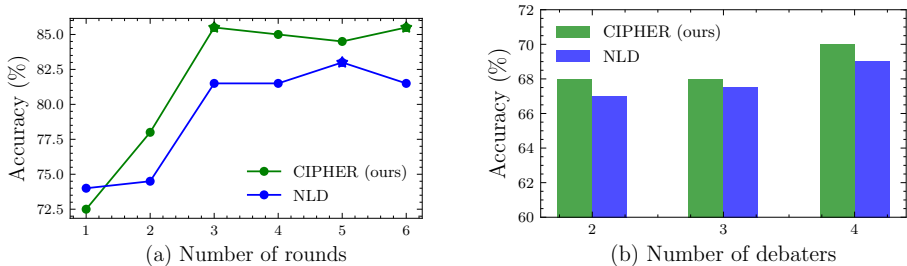 85.0
82.5
80.0
77.5
75.0
72.5
Accuracy (%)
CIPHER (ours)
NLD
1 2 3 4 5 6
(a) Number of rounds
72
70
68
66
64
62
60
Accuracy (%)
CIPHER (ours)
NLD
2 3 4
(b) Number of debaters